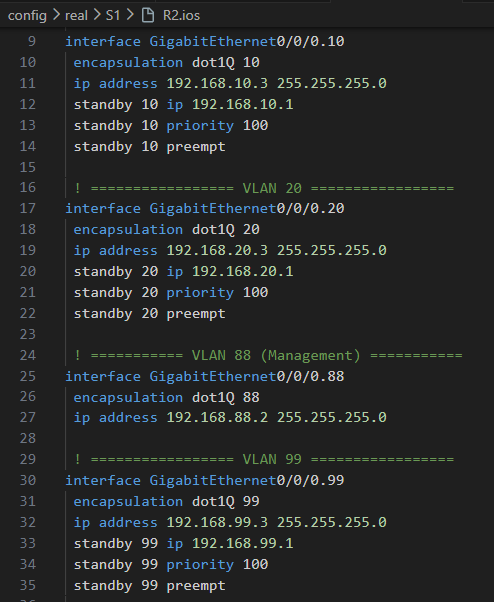 config > real > S1 > R2.ios
9 interface GigabitEthernet0/0/0.10
10 encapsulation dot1Q 10
11 ip address 192.168.10.3 255.255.255.0
12 standby 10 ip 192.168.10.1
13 standby 10 priority 100
14 standby 10 preempt
15
16 ! ================= VLAN 20 =================
17 interface GigabitEthernet0/0/0.20
18 encapsulation dot1Q 20
19 ip address 192.168.20.3 255.255.255.0
20 standby 20 ip 192.168.20.1
21 standby 20 priority 100
22 standby 20 preempt
23
24 ! =========== VLAN 88 (Management) ===========
25 interface GigabitEthernet0/0/0.88
26 encapsulation dot1Q 88
27 ip address 192.168.88.2 255.255.255.0
28
29 ! ================= VLAN 99 =================
30 interface GigabitEthernet0/0/0.99
31 encapsulation dot1Q 99
32 ip address 192.168.99.3 255.255.255.0
33 standby 99 ip 192.168.99.1
34 standby 99 priority 100
35 standby 99 preempt